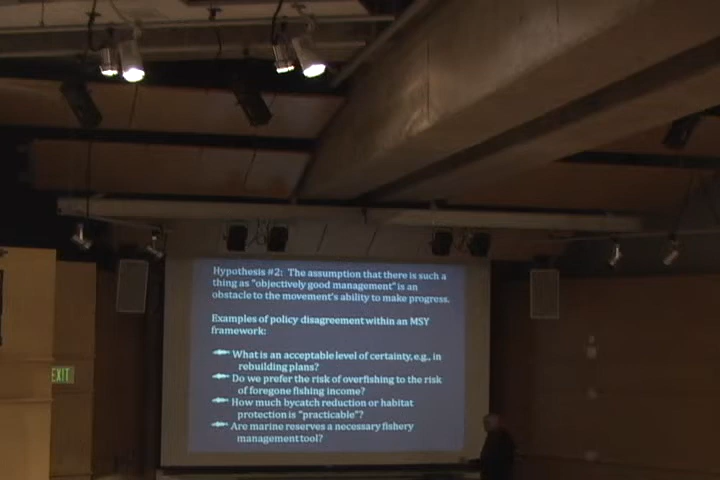 Hypothesis #2: The assumption that there is such a
thing as "objectively good management" is an
obstacle to the movement's ability to make progress.
Examples of policy disagreement within an MSY
framework:
What is an acceptable level of certainty, e.g., in
rebuilding plans?
Do we prefer the risk of overfishing to the risk
of foregone fishing income?
How much bycatch reduction or habitat
protection is "practicable"?
Are marine reserves a necessary fishery
management tool?
EXIT